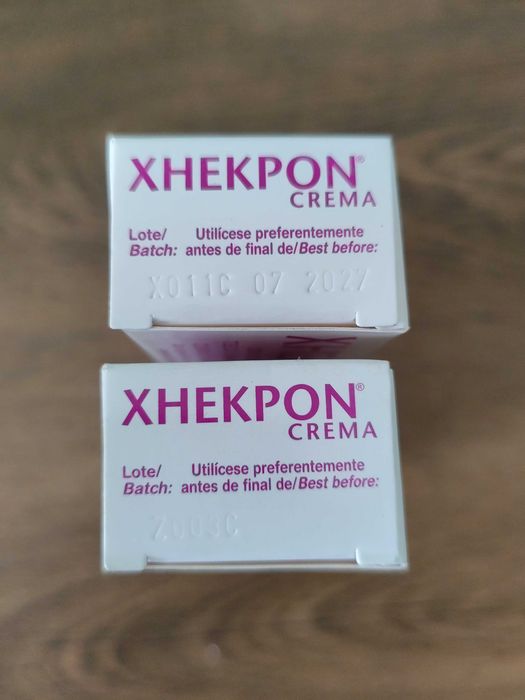 XHEKPON®
CREMA
Lote/ Utilícese preferentemente
Batch: antes de final de/Best before:
X011C 07 2027
XHEKPON®
CREMA
Lote/ Utilícese preferentemente
Batch: antes de final de/Best before:
Z003C